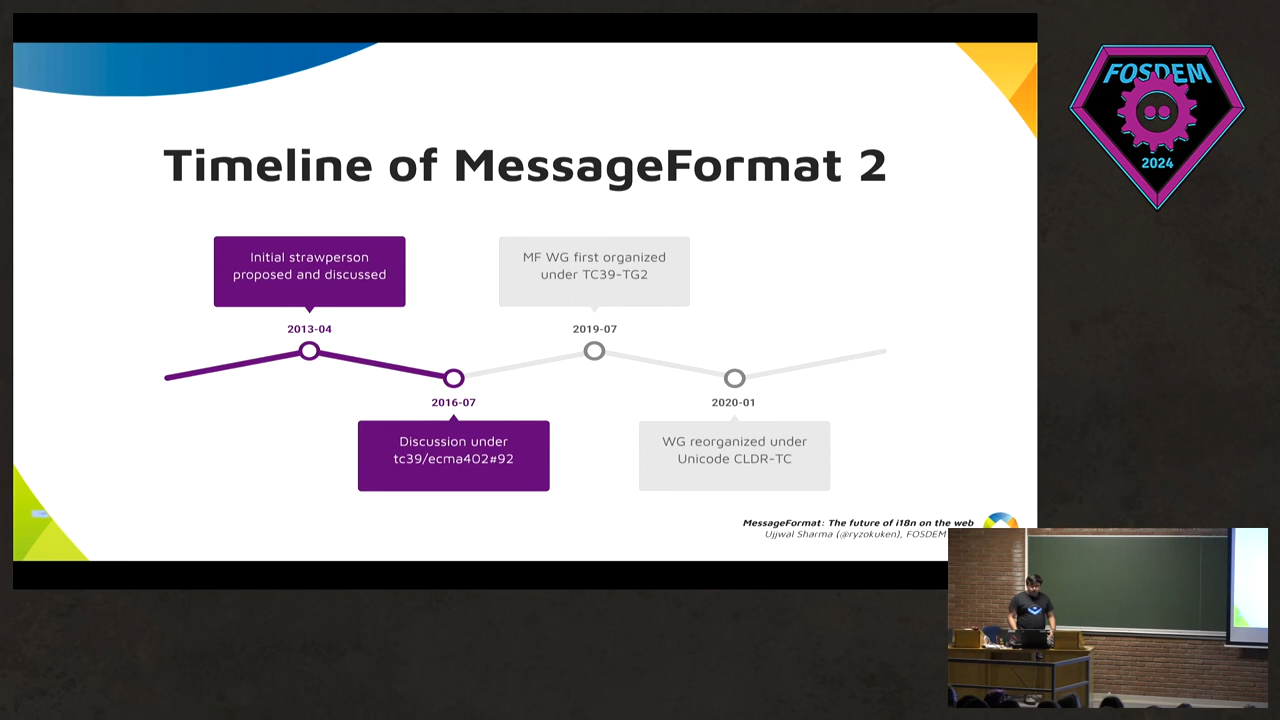 Timeline of MessageFormat 2
Initial strawperson
proposed and discussed
2013-04
MF WG first organized
under TC39-TG2
2019-07
2016-07
Discussion under
tc39/ecma402#92
2020-01
WG reorganized under
Unicode CLDR-TC
MessageFormat: The future of i18n on the web
Ujjwal Sharma (@ryzokuken), FOSDEM
FOSDEM
2024